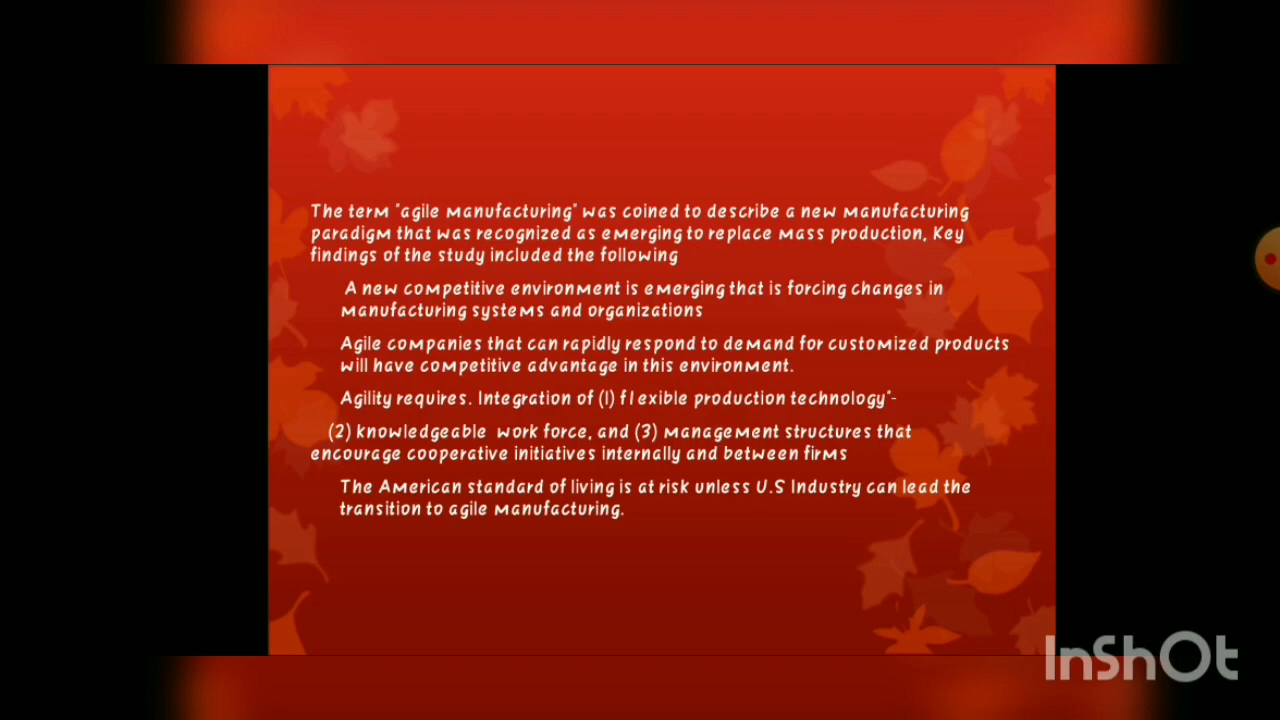 The term "agile manufacturing" was coined to describe a new manufacturing
paradigm that was recognized as emerging to replace mass production, Key
findings of the study included the following
A new competitive environment is emerging that is forcing changes in
manufacturing systems and organizations
Agile companies that can rapidly respond to demand for customized products
will have competitive advantage in this environment.
Agility requires. Integration of (1) fl exible production technology"-
(2) knowledgeable work force, and (3) management structures that
encourage cooperative initiatives internally and between firms
The American standard of living is at risk unless U.S Industry can lead the
transition to agile manufacturing.
InShOt